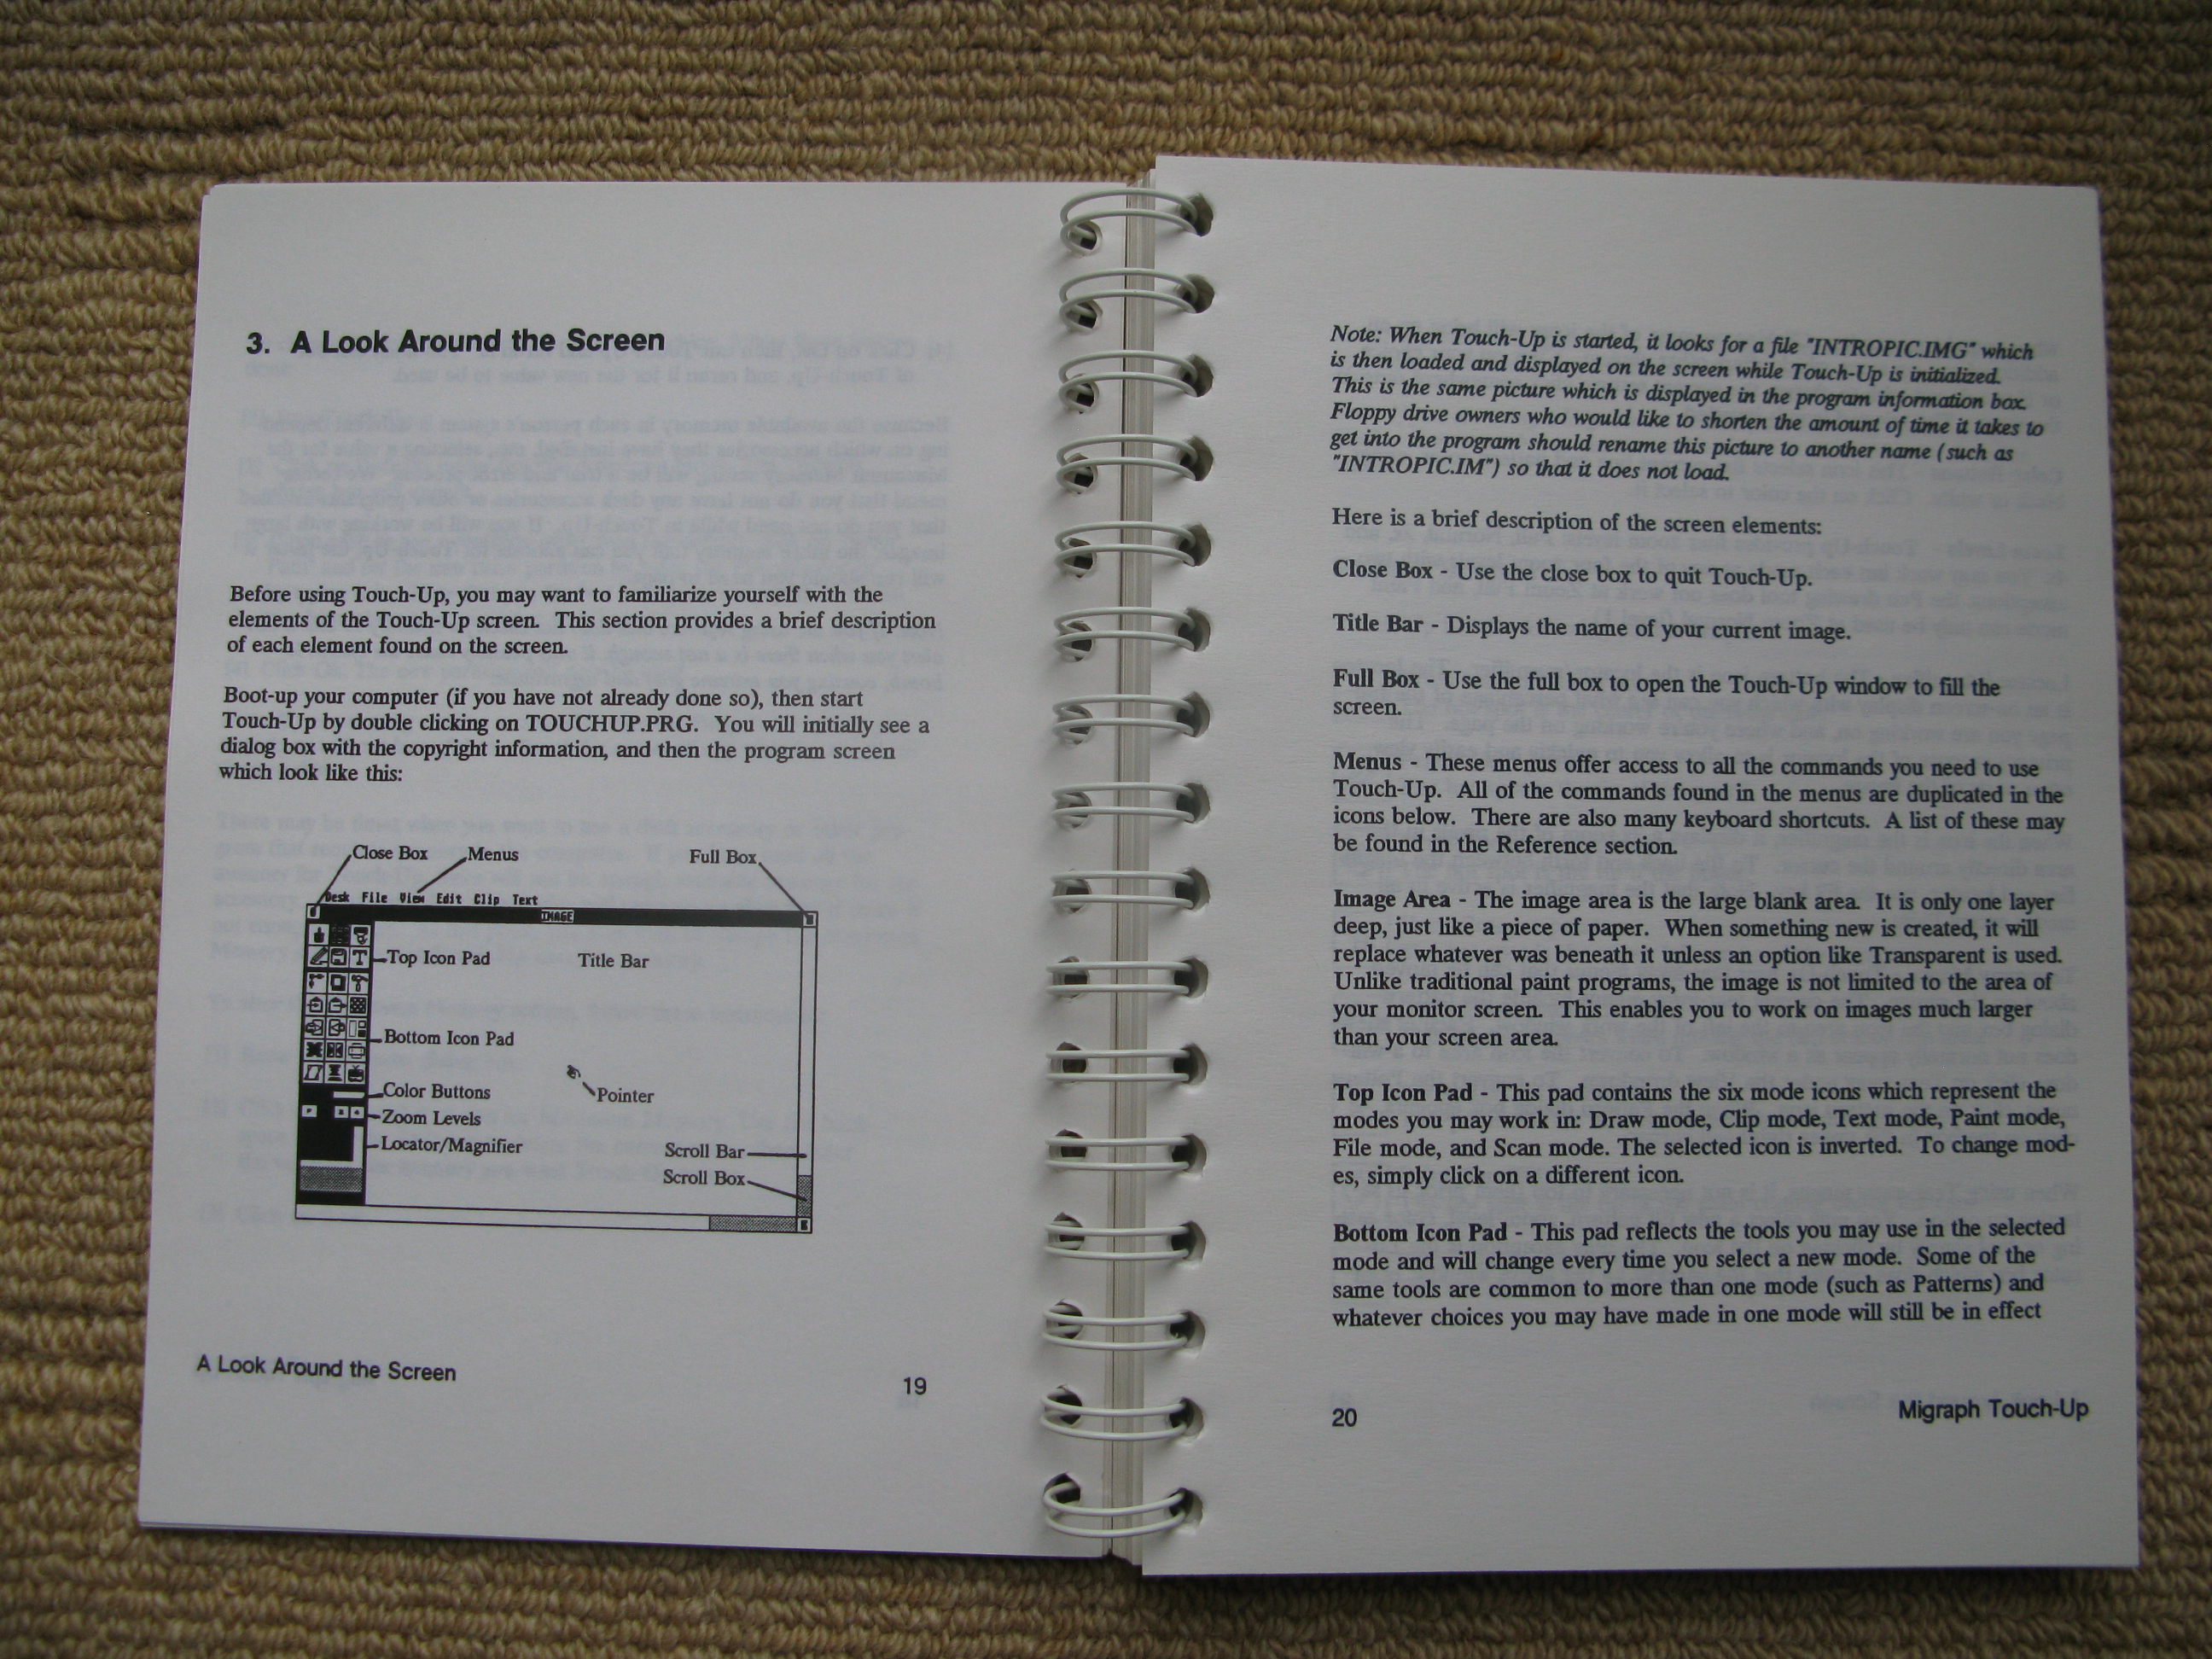 3. A Look Around the Screen
Before using Touch-Up, you may want to familiarize yourself with the
elements of the Touch-Up screen. This section provides a brief description
of each element found on the screen.
Boot-up your computer (if you have not already done so), then start
Touch-Up by double clicking on TOUCHUP.PRG. You will initially see a
dialog box with the copyright information, and then the program screen
which look like this:
Close Box Menus Full Box
Desk File View Edit Clip Text
IMAGE
Top Icon Pad Title Bar
Bottom Icon Pad
Color Buttons
Pointer
Zoom Levels
Locator/Magnifier
Scroll Bar
Scroll Box
A Look Around the Screen 19
Note: When Touch-Up is started, it looks for a file "INTROPIC.IMG" which
is then loaded and displayed on the screen while Touch-Up is initialized.
This is the same picture which is displayed in the program information box.
Floppy drive owners who would like to shorten the amount of time it takes to
get into the program should rename this picture to another name (such as
"INTROPIC.IM") so that it does not load.
Here is a brief description of the screen elements:
Close Box - Use the close box to quit Touch-Up.
Title Bar - Displays the name of your current image.
Full Box - Use the full box to open the Touch-Up window to fill the
screen.
Menus - These menus offer access to all the commands you need to use
Touch-Up. All of the commands found in the menus are duplicated in the
icons below. There are also many keyboard shortcuts. A list of these may
be found in the Reference section.
Image Area - The image area is the large blank area. It is only one layer
deep, just like a piece of paper. When something new is created, it will
replace whatever was beneath it unless an option like Transparent is used.
Unlike traditional paint programs, the image is not limited to the area of
your monitor screen. This enables you to work on images much larger
than your screen area.
Top Icon Pad - This pad contains the six mode icons which represent the
modes you may work in: Draw mode, Clip mode, Text mode, Paint mode,
File mode, and Scan mode. The selected icon is inverted. To change mod-
es, simply click on a different icon.
Bottom Icon Pad - This pad reflects the tools you may use in the selected
mode and will change every time you select a new mode. Some of the
same tools are common to more than one mode (such as Patterns) and
whatever choices you may have made in one mode will still be in effect
20 Migraph Touch-Up